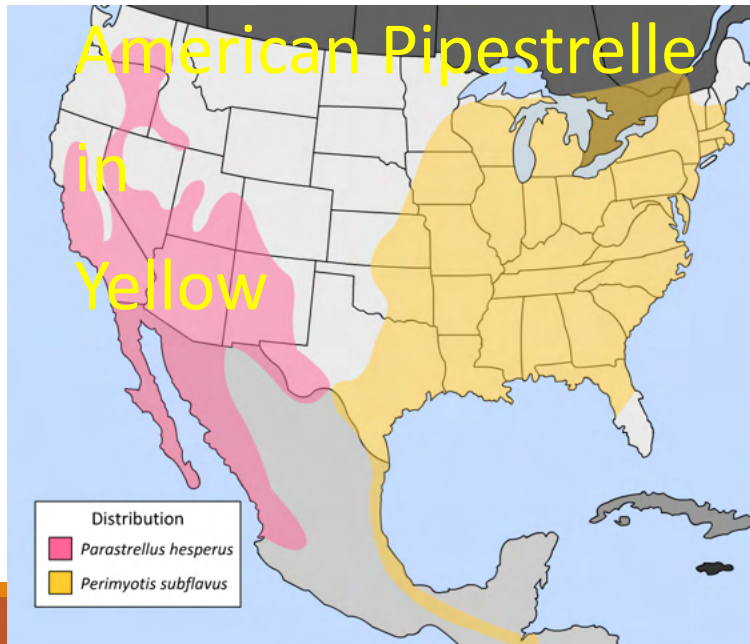 American Pipestrelle
in
Yellow
Distribution
Parastrellus hesperus
Perimyotis subflavus